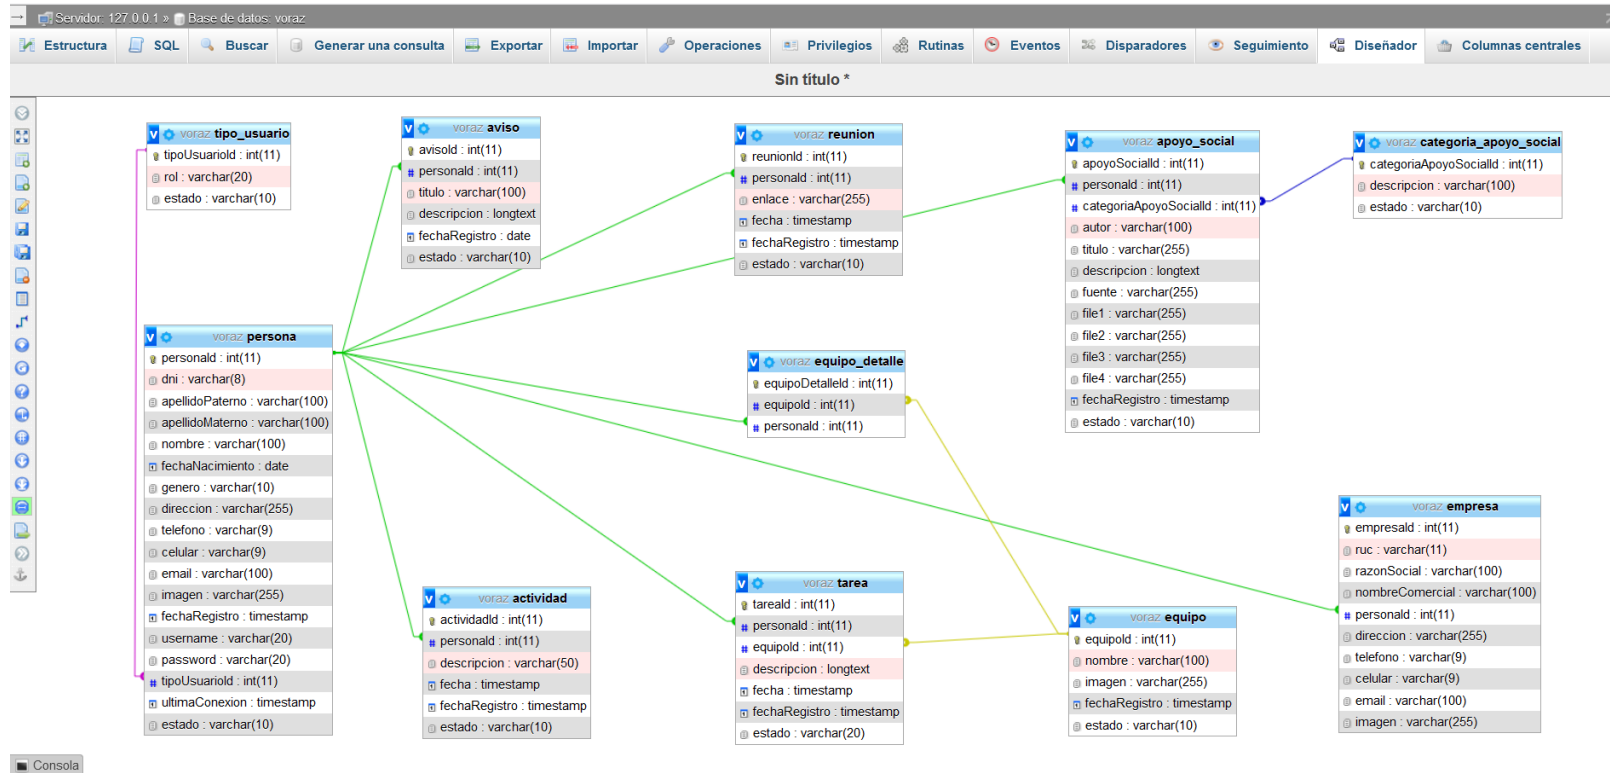 Servidor: 127.0.0.1 » Base de datos: voraz
Estructura SQL Buscar Generar una consulta Exportar Importar Operaciones Privilegios Rutinas Eventos Disparadores Seguimiento Diseñador Columnas centrales
Sin título *
voraz tipo_usuario
tipoUsuarioId : int(11)
rol : varchar(20)
estado : varchar(10)
voraz aviso
avisoId : int(11)
personaId : int(11)
titulo : varchar(100)
descripcion : longtext
fechaRegistro : date
estado : varchar(10)
voraz reunion
reunionId : int(11)
personaId : int(11)
enlace : varchar(255)
fecha : timestamp
fechaRegistro : timestamp
estado : varchar(10)
voraz apoyo_social
apoyoSocialId : int(11)
personaId : int(11)
categoriaApoyoSocialId : int(11)
autor : varchar(100)
titulo : varchar(255)
descripcion : longtext
fuente : varchar(255)
file1 : varchar(255)
file2 : varchar(255)
file3 : varchar(255)
file4 : varchar(255)
fechaRegistro : timestamp
estado : varchar(10)
voraz categoria_apoyo_social
categoriaApoyoSocialId : int(11)
descripcion : varchar(100)
estado : varchar(10)
voraz persona
personaId : int(11)
dni : varchar(8)
apellidoPaterno : varchar(100)
apellidoMaterno : varchar(100)
nombre : varchar(100)
fechaNacimiento : date
genero : varchar(10)
direccion : varchar(255)
telefono : varchar(9)
celular : varchar(9)
email : varchar(100)
imagen : varchar(255)
fechaRegistro : timestamp
username : varchar(20)
password : varchar(20)
tipoUsuarioId : int(11)
ultimaConexion : timestamp
estado : varchar(10)
voraz equipo_detalle
equipoDetalleId : int(11)
equipoId : int(11)
personaId : int(11)
voraz actividad
actividadId : int(11)
personaId : int(11)
descripcion : varchar(50)
fecha : timestamp
fechaRegistro : timestamp
estado : varchar(10)
voraz tarea
tareaId : int(11)
personaId : int(11)
equipoId : int(11)
descripcion : longtext
fecha : timestamp
fechaRegistro : timestamp
estado : varchar(20)
voraz equipo
equipoId : int(11)
nombre : varchar(100)
imagen : varchar(255)
fechaRegistro : timestamp
estado : varchar(10)
voraz empresa
empresaId : int(11)
ruc : varchar(11)
razonSocial : varchar(100)
nombreComercial : varchar(100)
personaId : int(11)
direccion : varchar(255)
telefono : varchar(9)
celular : varchar(9)
email : varchar(100)
imagen : varchar(255)
Consola